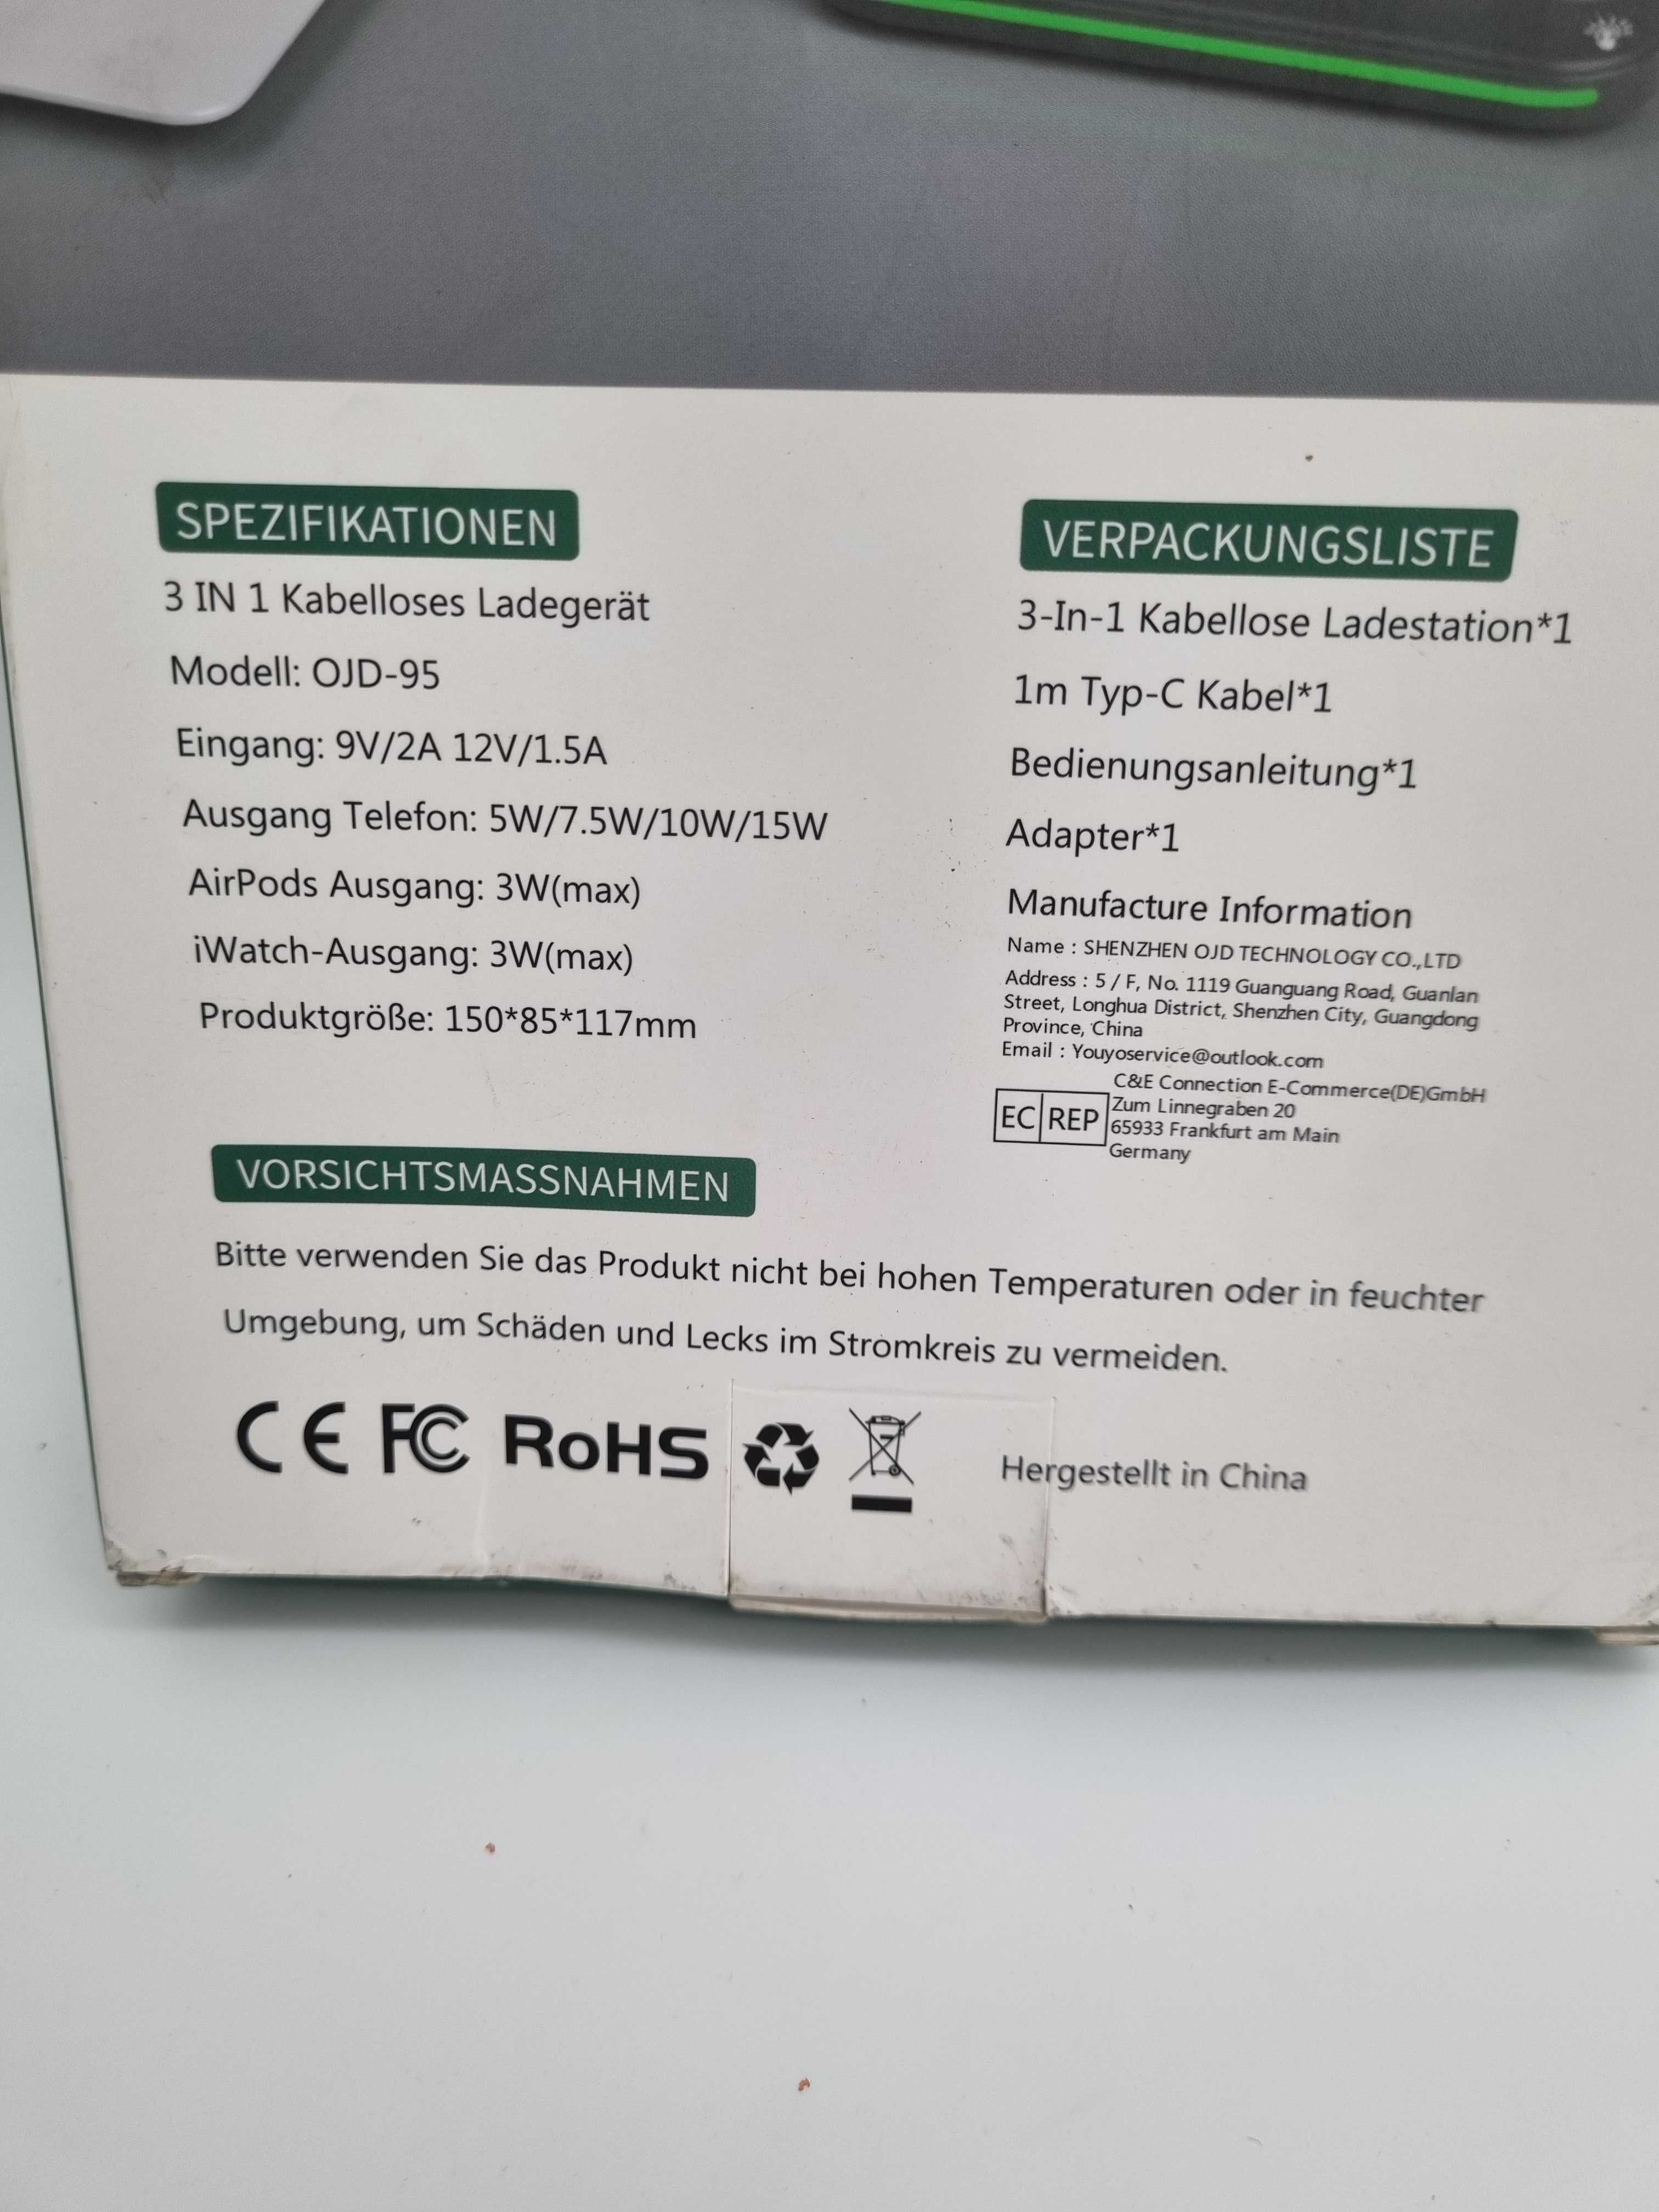 SPEZIFIKATIONEN
3 IN 1 Kabelloses Ladegerät
Modell: OJD-95
Eingang: 9V/2A 12V/1.5A
Ausgang Telefon: 5W/7.5W/10W/15W
AirPods Ausgang: 3W(max)
iWatch-Ausgang: 3W(max)
Produktgröße: 150*85*117mm
VERPACKUNGSLISTE
3-In-1 Kabellose Ladestation*1
1m Typ-C Kabel*1
Bedienungsanleitung*1
Adapter*1
Manufacture Information
Name : SHENZHEN OJD TECHNOLOGY CO.,LTD
Address : 5 / F, No. 1119 Guanguang Road, Guanlan
Street, Longhua District, Shenzhen City, Guangdong
Province, China
Email : Youyoservice@outlook.com
EC REP
C&E Connection E-Commerce(DE)GmbH
Zum Linnegraben 20
65933 Frankfurt am Main
Germany
VORSICHTSMASSNAHMEN
Bitte verwenden Sie das Produkt nicht bei hohen Temperaturen oder in feuchter
Umgebung, um Schäden und Lecks im Stromkreis zu vermeiden.
CE FC RoHS
Hergestellt in China